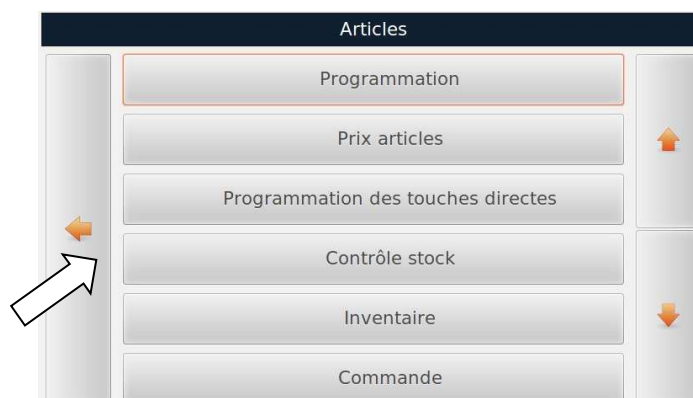 Articles
Programmation
Prix articles
Programmation des touches directes
Contrôle stock
Inventaire
Commande